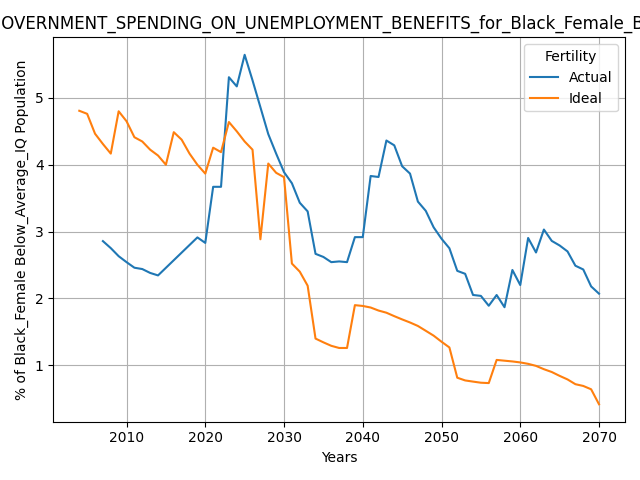 OVERNMENT_SPENDING_ON_UNEMPLOYMENT_BENEFITS_for_Black_Female_B
% of Black_Female Below_Average_IQ Population
5
4
3
2
1
Fertility
Actual
Ideal
2010 2020 2030 2040 2050 2060 2070
Years